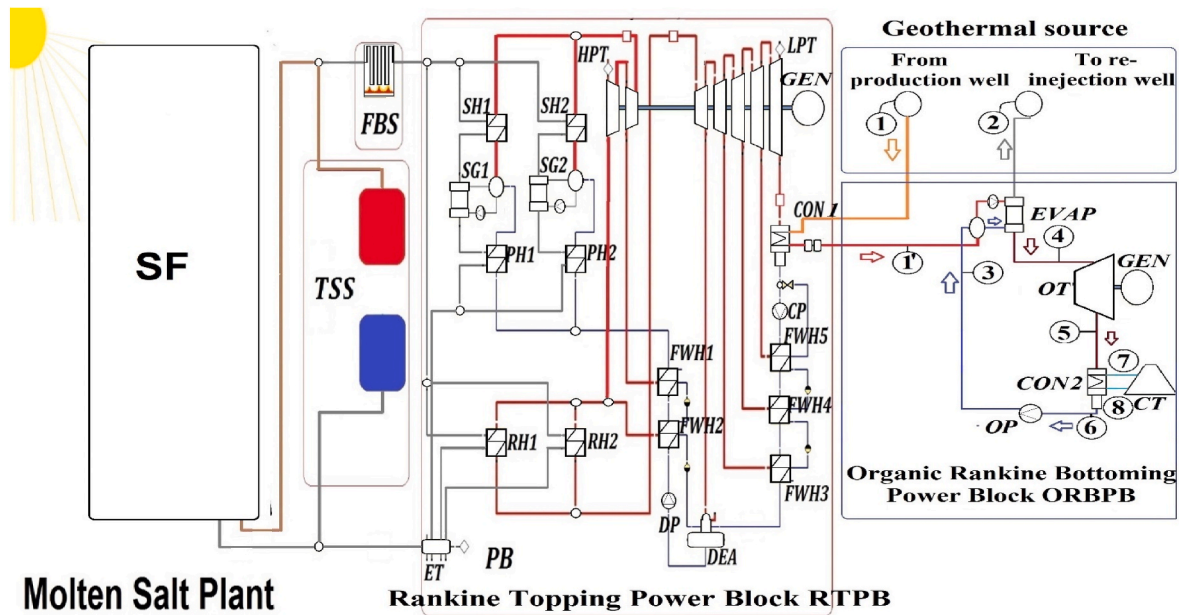 Geothermal source
From
production well
To re-
inejection well
1
2
HPT
LPT
GEN
FBS
SH1
SH2
SG1
SG2
PH1
PH2
CON 1
1'
EVAP
3
4
GEN
OT
5
7
CON2
8
CT
6
OP
Organic Rankine Bottoming
Power Block ORBPB
SF
TSS
CP
FWH5
FWH1
FWH4
FWH2
RH1
RH2
FWH3
DP
DEA
ET
PB
Molten Salt Plant
Rankine Topping Power Block RTPB